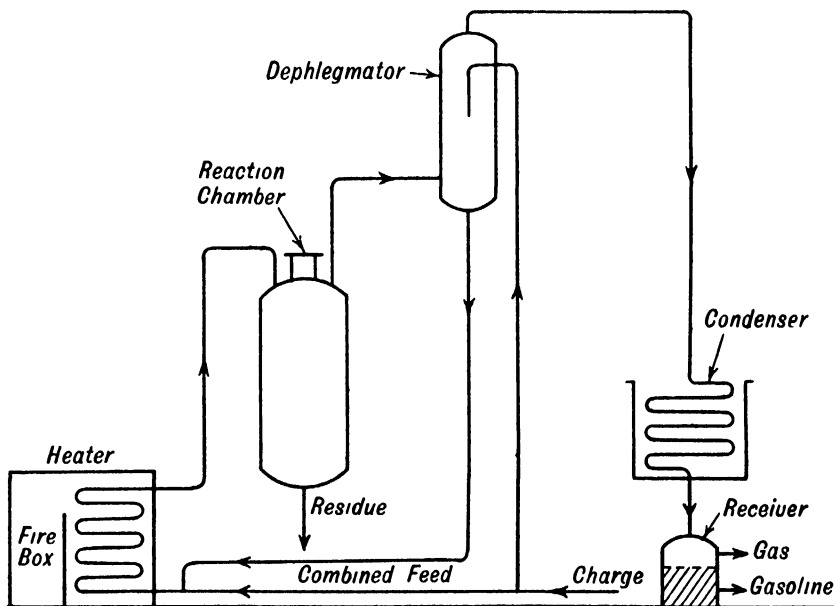 Dephlegmator
Reaction
Chamber
Condenser
Heater
Fire
Box
Residue
Receiver
Combined Feed
Charge
Gas
Gasoline